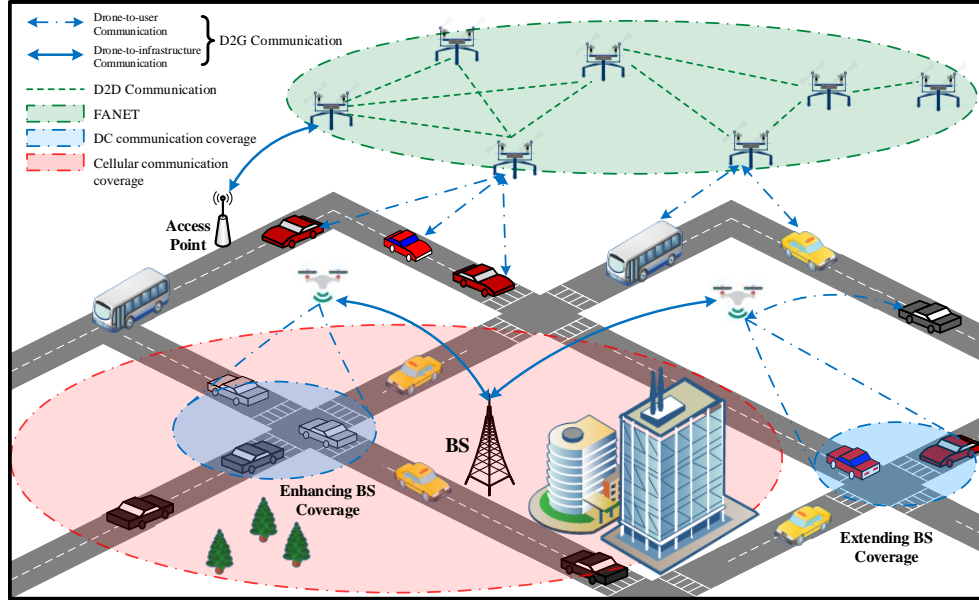 Drone-to-user
Communication
Drone-to-infrastructure
Communication
D2G Communication
D2D Communication
FANET
DC communication coverage
Cellular communication
coverage
Access
Point
BS
Enhancing BS
Coverage
Extending BS
Coverage